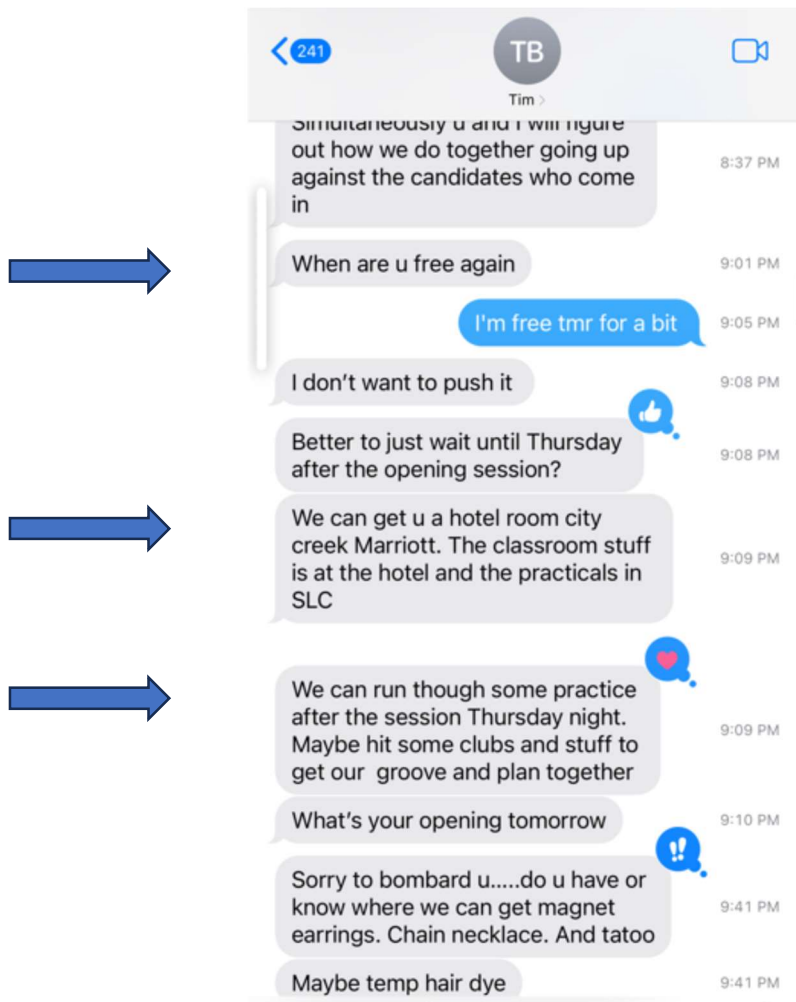 241
TB
Tim
Simultaneously u and I will figure
out how we do together going up
against the candidates who come
in
8:37 PM
When are u free again
9:01 PM
I'm free tmr for a bit
9:05 PM
I don't want to push it
9:08 PM
Better to just wait until Thursday
after the opening session?
9:08 PM
We can get u a hotel room city
creek Marriott. The classroom stuff
is at the hotel and the practicals in
SLC
9:09 PM
We can run though some practice
after the session Thursday night.
Maybe hit some clubs and stuff to
get our groove and plan together
9:09 PM
What's your opening tomorrow
9:10 PM
Sorry to bombard u.....do u have or
know where we can get magnet
earrings. Chain necklace. And tatoo
9:41 PM
Maybe temp hair dye
9:41 PM